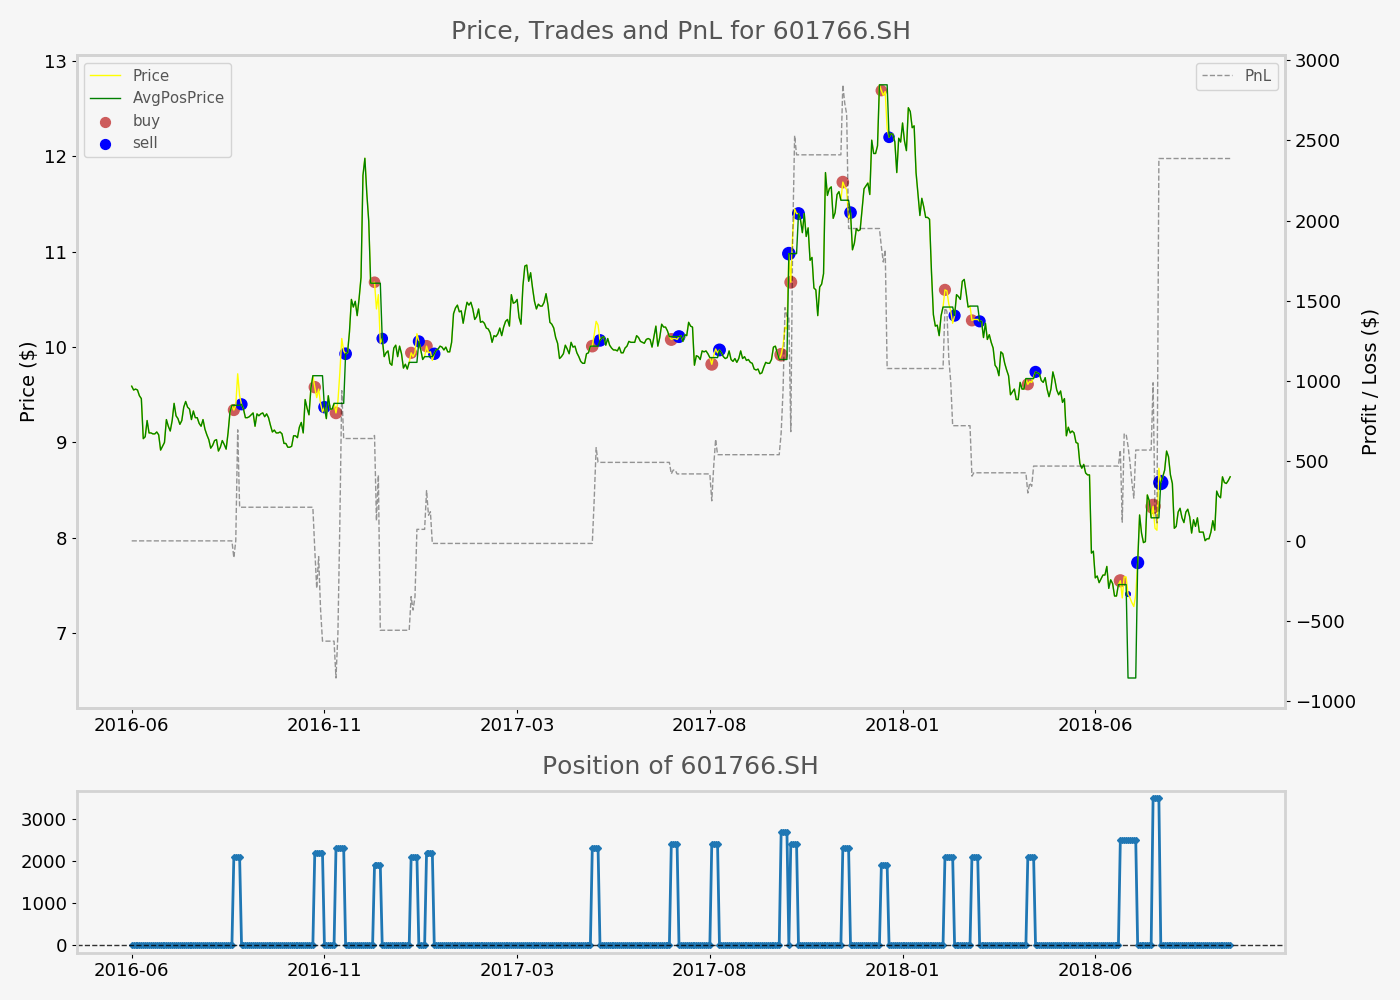 Price, Trades and PnL for 601766.SH
Price
AvgPosPrice
buy
sell
PnL
13
12
11
10
9
8
7
Price ($)
3000
2500
2000
1500
1000
500
0
−500
−1000
Profit / Loss ($)
2016-06 2016-11 2017-03 2017-08 2018-01 2018-06
Position of 601766.SH
3000
2000
1000
0
2016-06 2016-11 2017-03 2017-08 2018-01 2018-06